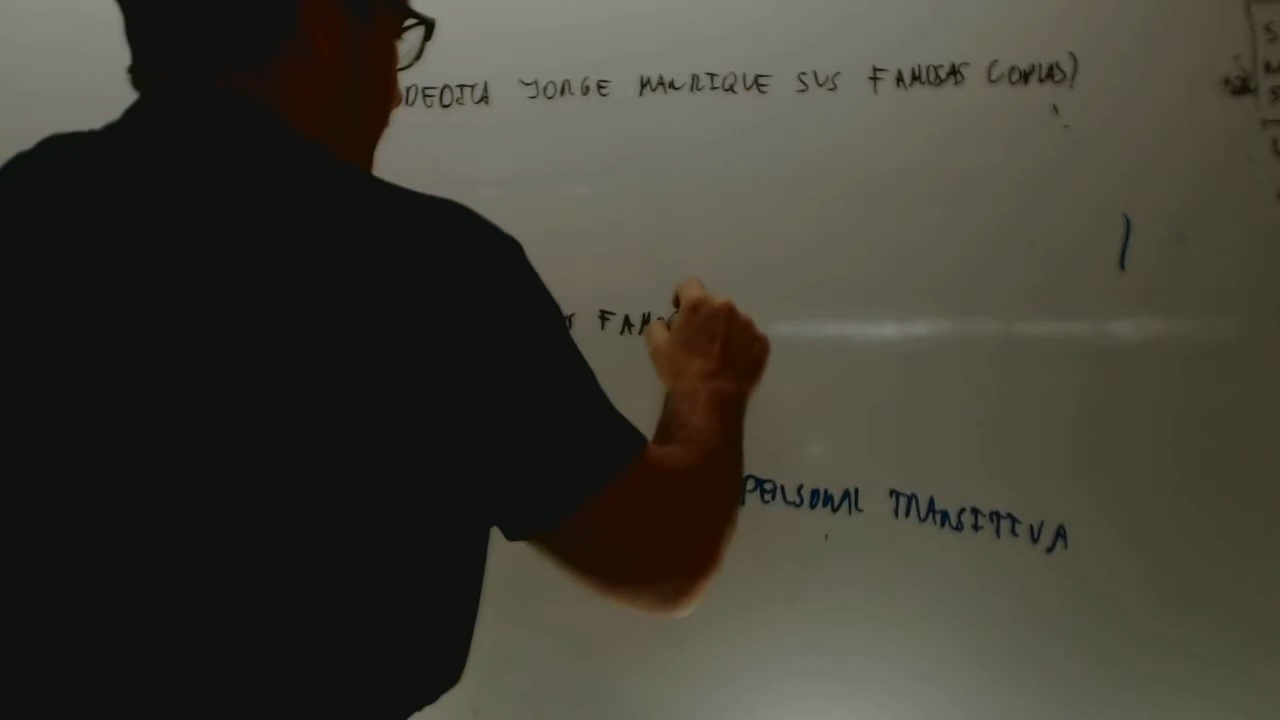 DEDICA JORGE MANRIQUE SUS FAMOSAS COPLAS)
FAM
PERSONAL TRANSITIVA